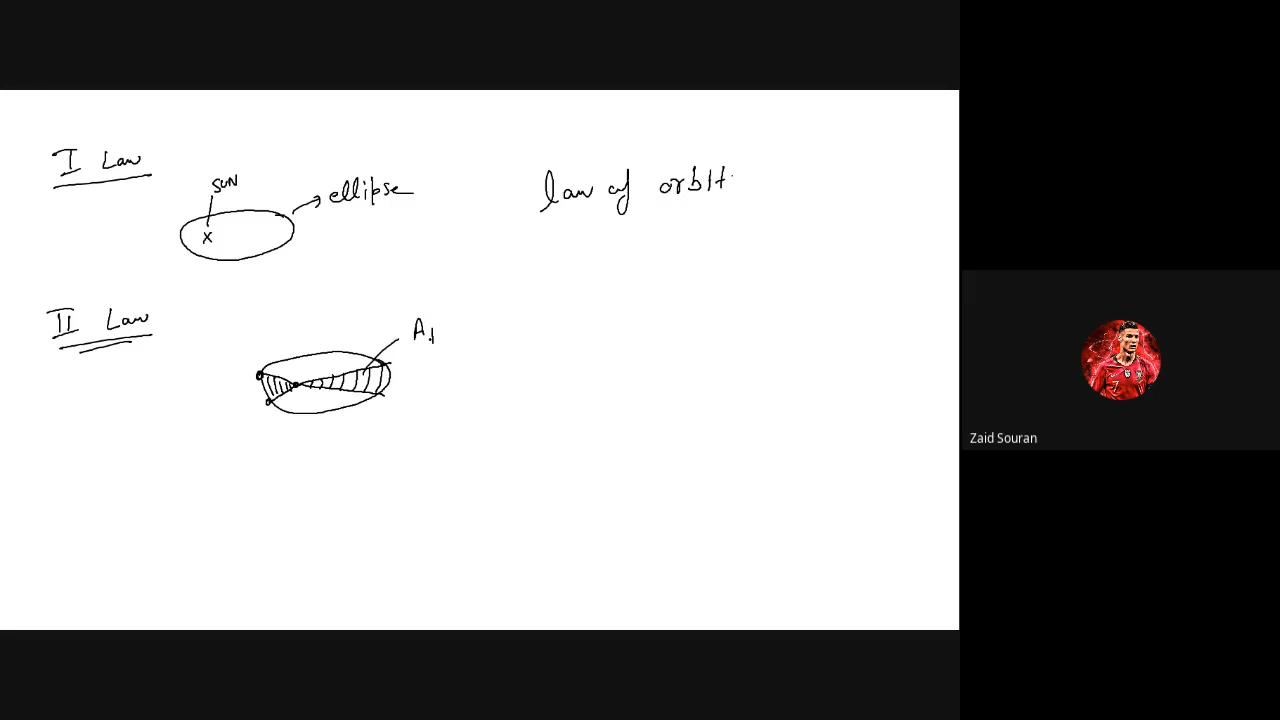 I Law
SUN
ellipse
law of orbit
II Law
A1
Zaid Souran